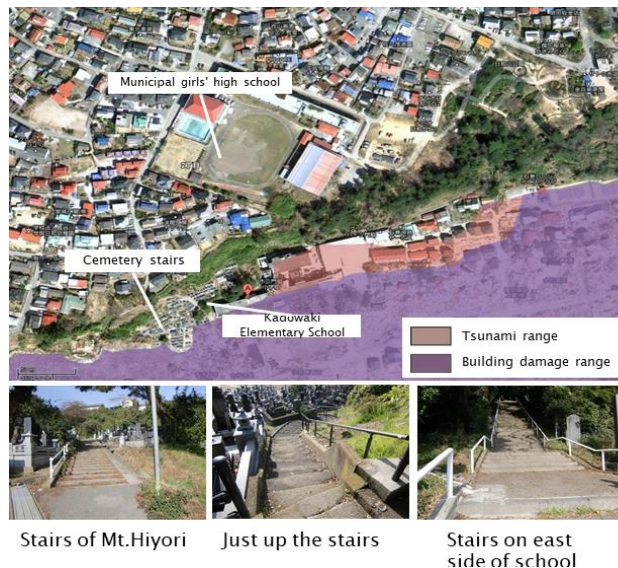 Municipal girls' high school
Cemetery stairs
Kadowaki
Elementary School
Tsunami range
Building damage range
Stairs of Mt.Hiyori
Just up the stairs
Stairs on east
side of school